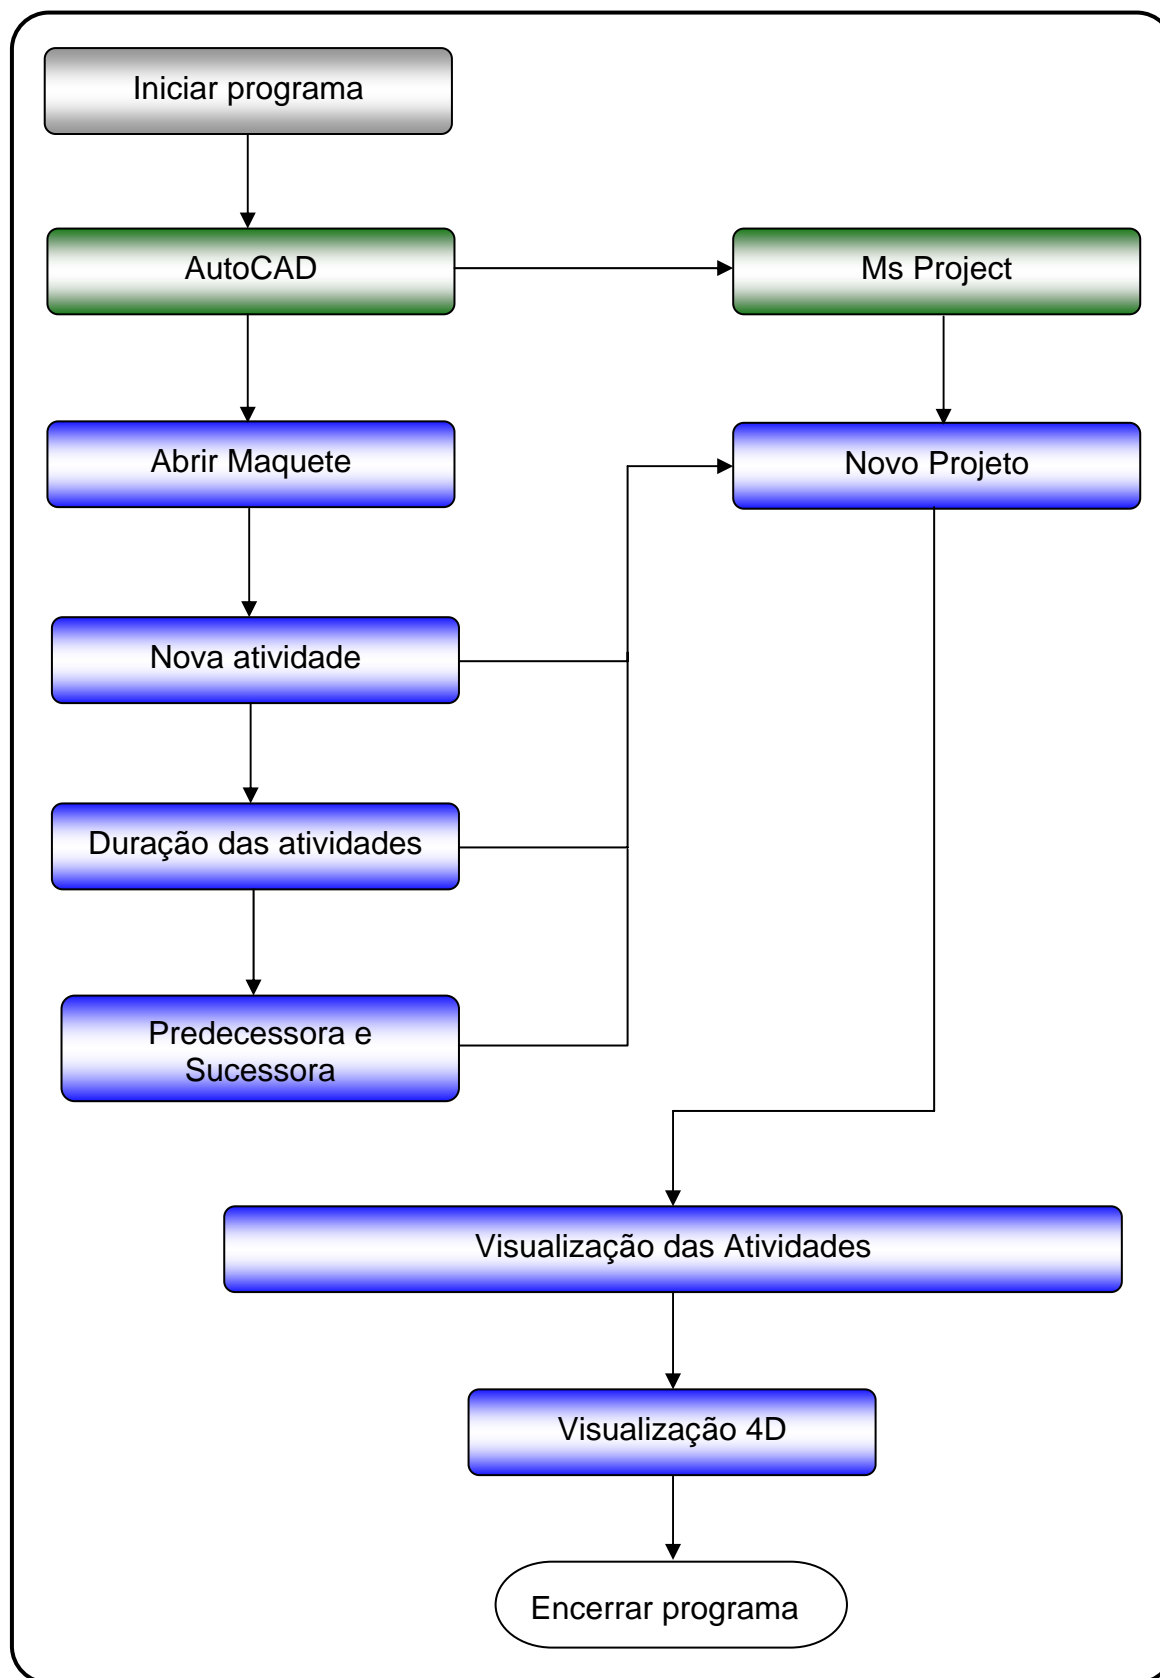 Iniciar programa
AutoCAD
Ms Project
Abrir Maquete
Novo Projeto
Nova atividade
Duração das atividades
Predecessora e
Sucessora
Visualização das Atividades
Visualização 4D
Encerrar programa